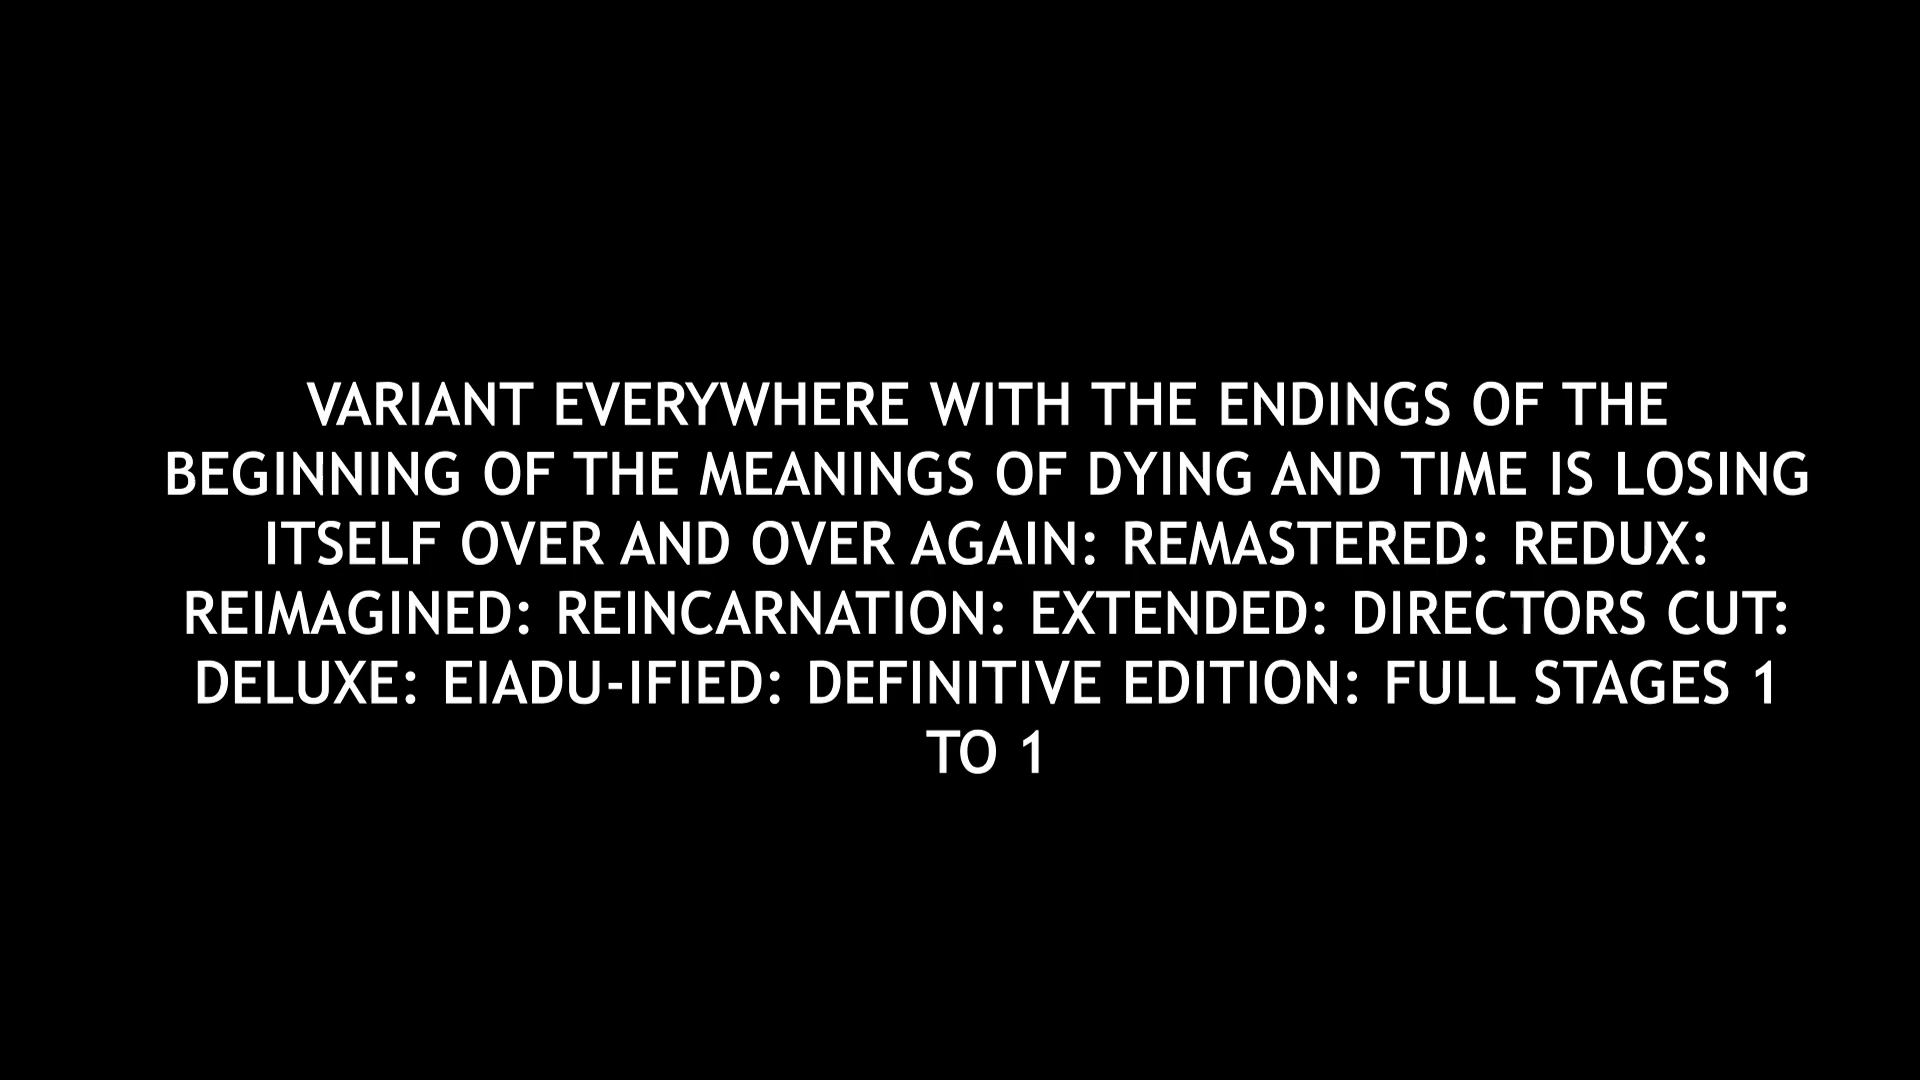 VARIANT EVERYWHERE WITH THE ENDINGS OF THE
BEGINNING OF THE MEANINGS OF DYING AND TIME IS LOSING
ITSELF OVER AND OVER AGAIN: REMASTERED: REDUX:
REIMAGINED: REINCARNATION: EXTENDED: DIRECTORS CUT:
DELUXE: EIADU-IFIED: DEFINITIVE EDITION: FULL STAGES 1
TO 1